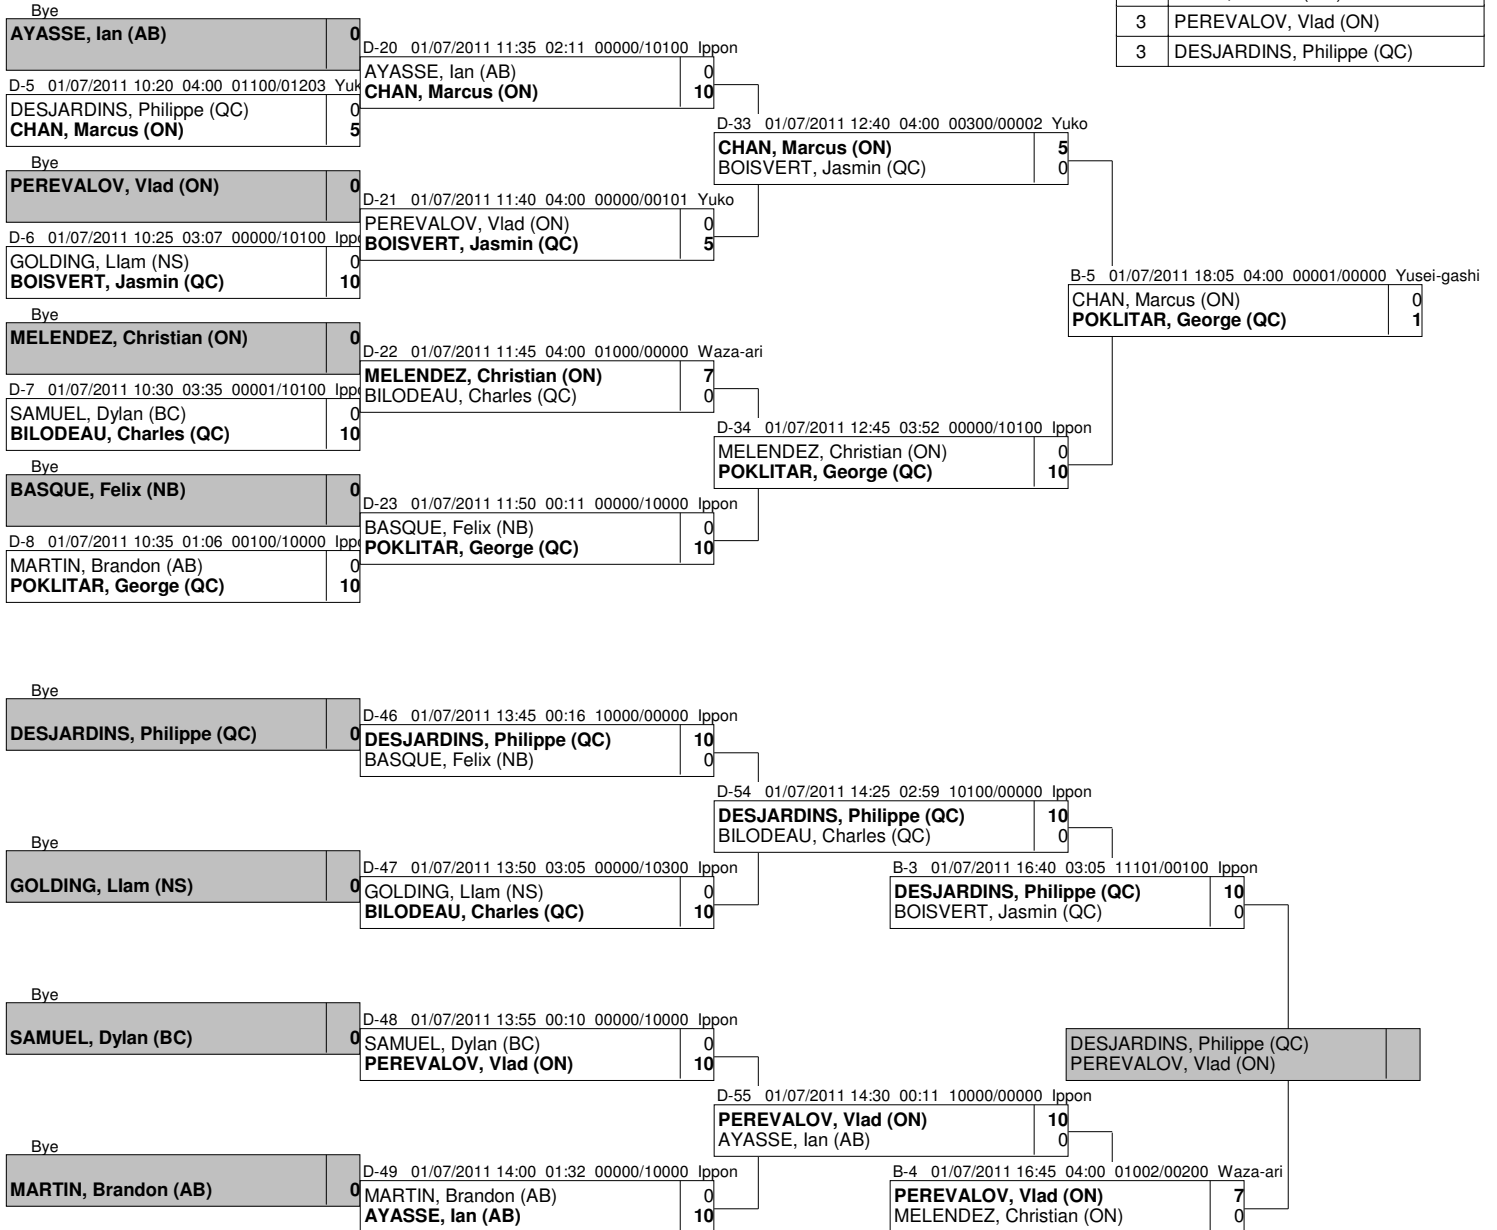 Bye
AYASSE, Ian (AB) 0
D-5 01/07/2011 10:20 04:00 01100/01203 Yuk
DESJARDINS, Philippe (QC) 0
CHAN, Marcus (ON) 5
Bye
PEREVALOV, Vlad (ON) 0
D-6 01/07/2011 10:25 03:07 00000/10100 Ippo
GOLDING, LIam (NS) 0
BOISVERT, Jasmin (QC) 10
Bye
MELENDEZ, Christian (ON) 0
D-7 01/07/2011 10:30 03:35 00001/10100 Ippo
SAMUEL, Dylan (BC) 0
BILODEAU, Charles (QC) 10
Bye
BASQUE, Felix (NB) 0
D-8 01/07/2011 10:35 01:06 00100/10000 Ippo
MARTIN, Brandon (AB) 0
POKLITAR, George (QC) 10
D-20 01/07/2011 11:35 02:11 00000/10100 Ippon
AYASSE, Ian (AB) 0
CHAN, Marcus (ON) 10
D-21 01/07/2011 11:40 04:00 00000/00101 Yuko
PEREVALOV, Vlad (ON) 0
BOISVERT, Jasmin (QC) 5
D-22 01/07/2011 11:45 04:00 01000/00000 Waza-ari
MELENDEZ, Christian (ON) 7
BILODEAU, Charles (QC) 0
D-23 01/07/2011 11:50 00:11 00000/10000 Ippon
BASQUE, Felix (NB) 0
POKLITAR, George (QC) 10
D-33 01/07/2011 12:40 04:00 00300/00002 Yuko
CHAN, Marcus (ON) 5
BOISVERT, Jasmin (QC) 0
D-34 01/07/2011 12:45 03:52 00000/10100 Ippon
MELENDEZ, Christian (ON) 0
POKLITAR, George (QC) 10
3 PEREVALOV, Vlad (ON)
3 DESJARDINS, Philippe (QC)
B-5 01/07/2011 18:05 04:00 00001/00000 Yusei-gashi
CHAN, Marcus (ON) 0
POKLITAR, George (QC) 1
Bye
DESJARDINS, Philippe (QC) 0
Bye
GOLDING, LIam (NS) 0
Bye
SAMUEL, Dylan (BC) 0
Bye
MARTIN, Brandon (AB) 0
D-46 01/07/2011 13:45 00:16 10000/00000 Ippon
DESJARDINS, Philippe (QC) 10
BASQUE, Felix (NB) 0
D-47 01/07/2011 13:50 03:05 00000/10300 Ippon
GOLDING, LIam (NS) 0
BILODEAU, Charles (QC) 10
D-48 01/07/2011 13:55 00:10 00000/10000 Ippon
SAMUEL, Dylan (BC) 0
PEREVALOV, Vlad (ON) 10
D-49 01/07/2011 14:00 01:32 00000/10000 Ippon
MARTIN, Brandon (AB) 0
AYASSE, Ian (AB) 10
D-54 01/07/2011 14:25 02:59 10100/00000 Ippon
DESJARDINS, Philippe (QC) 10
BILODEAU, Charles (QC) 0
D-55 01/07/2011 14:30 00:11 10000/00000 Ippon
PEREVALOV, Vlad (ON) 10
AYASSE, Ian (AB) 0
B-3 01/07/2011 16:40 03:05 11101/00100 Ippon
DESJARDINS, Philippe (QC) 10
BOISVERT, Jasmin (QC) 0
B-4 01/07/2011 16:45 04:00 01002/00200 Waza-ari
PEREVALOV, Vlad (ON) 7
MELENDEZ, Christian (ON) 0
DESJARDINS, Philippe (QC)
PEREVALOV, Vlad (ON)